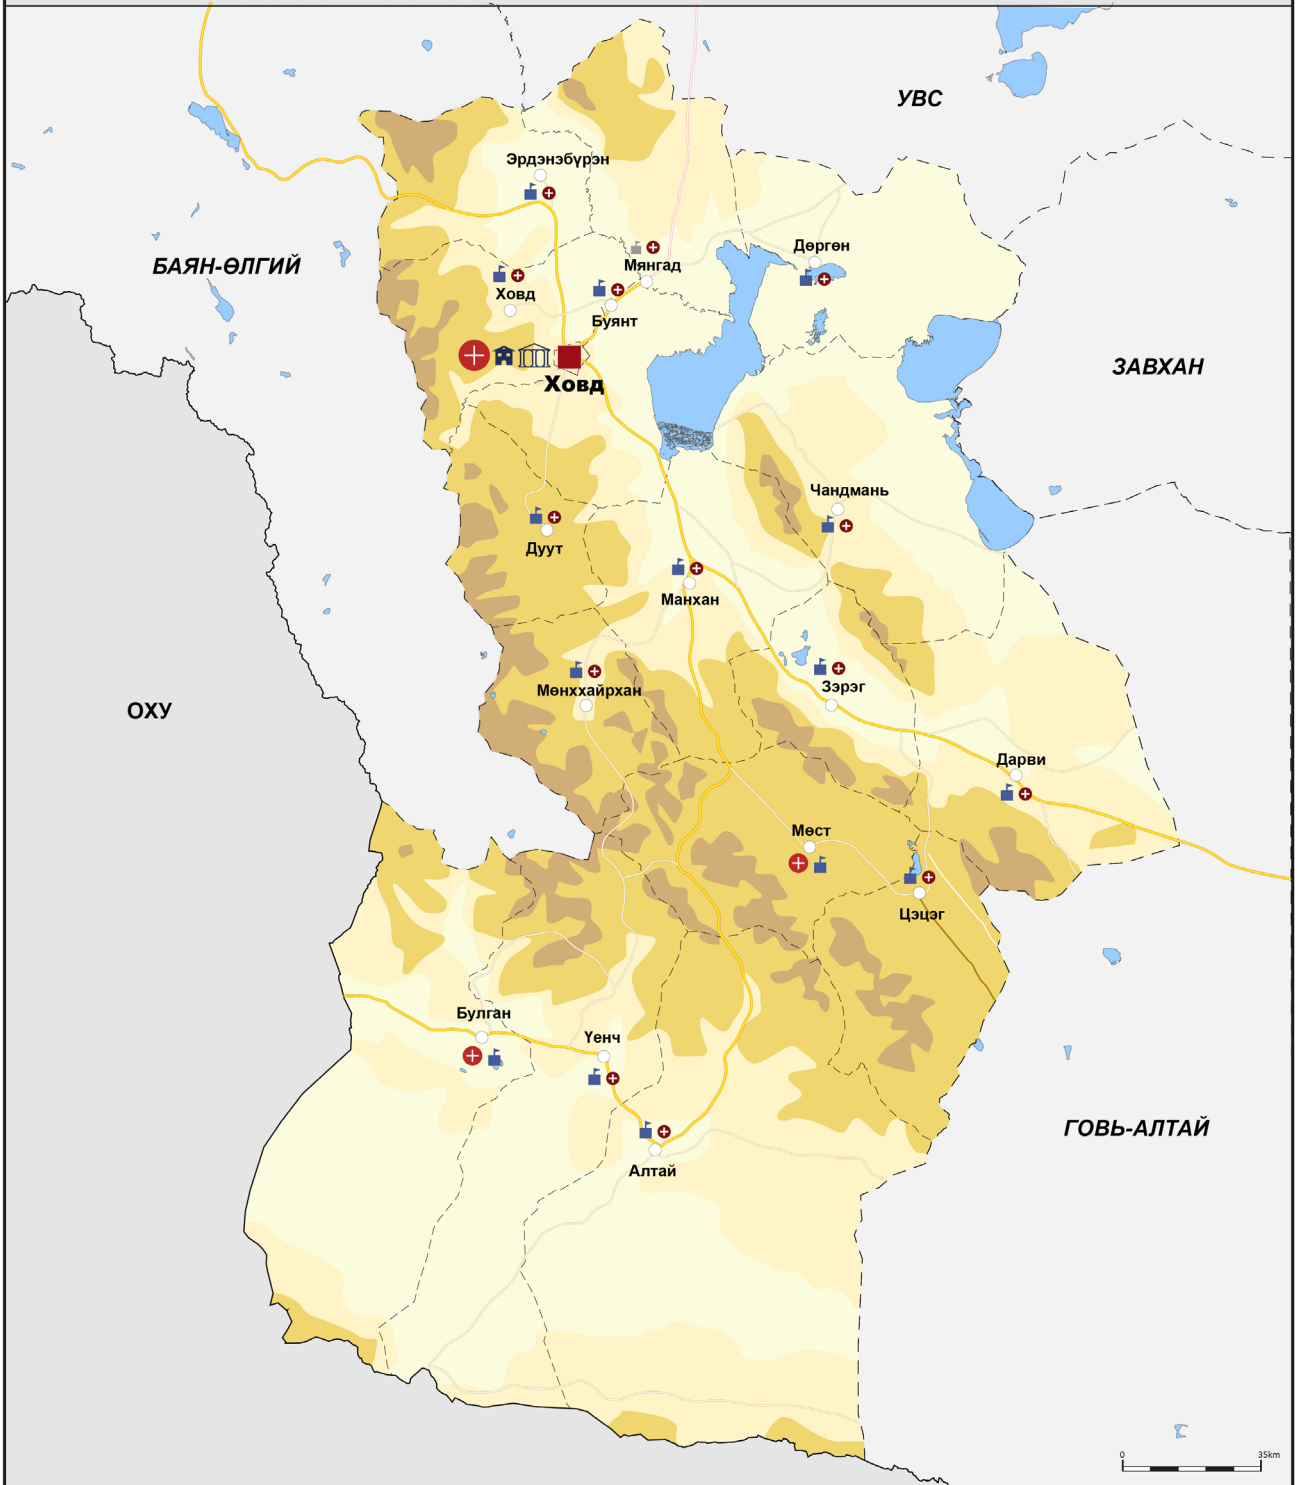 УВС
Эрдэнэбүрэн
Дөргөн
БАЯН-ӨЛГИЙ
Мянгад
Ховд
Буянт
ЗАВХАН
Ховд
Чандмань
Дуут
Манхан
Мөнххайрхан
Зэрэг
ОХУ
Дарви
Мөст
Цэцэг
Булган
Үенч
ГОВЬ-АЛТАЙ
Алтай
0 35km